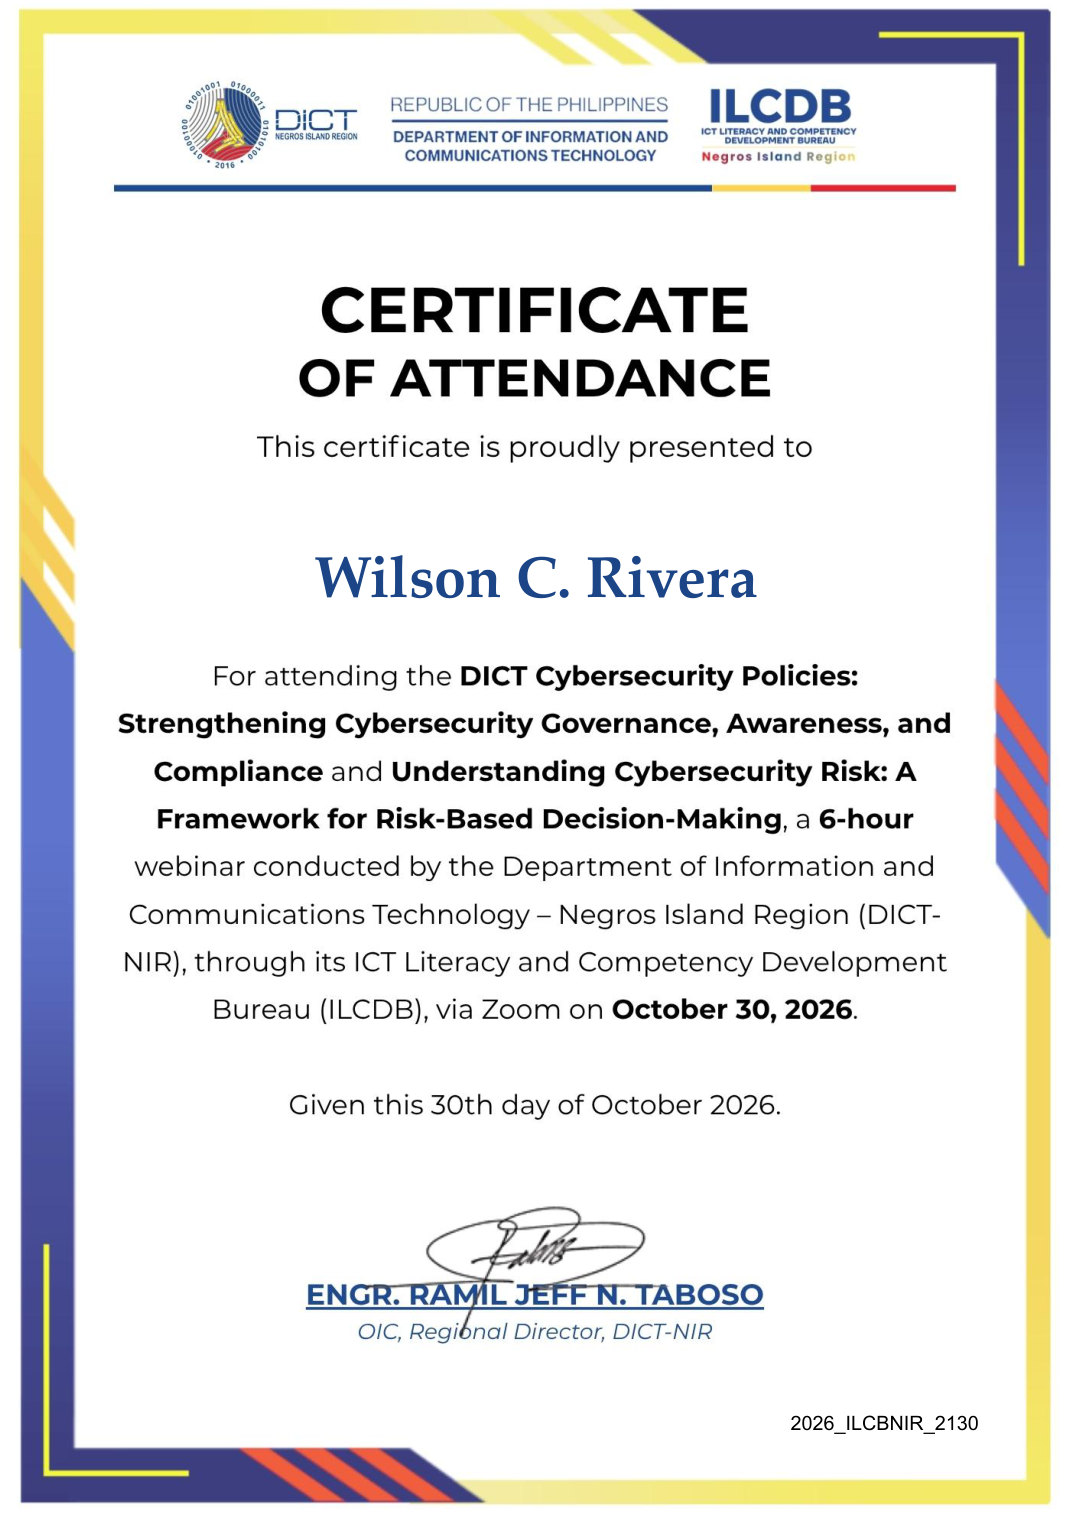 01001001 01000011 0101010 0100010 • 2016 •
DICT
NEGROS ISLAND REGION
REPUBLIC OF THE PHILIPPINES
DEPARTMENT OF INFORMATION AND
COMMUNICATIONS TECHNOLOGY
ILCDB
ICT LITERACY AND COMPETENCY
DEVELOPMENT BUREAU
Negros Island Region
CERTIFICATE
OF ATTENDANCE
This certificate is proudly presented to
Wilson C. Rivera
For attending the DICT Cybersecurity Policies:
Strengthening Cybersecurity Governance, Awareness, and
Compliance and Understanding Cybersecurity Risk: A
Framework for Risk-Based Decision-Making, a 6-hour
webinar conducted by the Department of Information and
Communications Technology – Negros Island Region (DICT-
NIR), through its ICT Literacy and Competency Development
Bureau (ILCDB), via Zoom on October 30, 2026.
Given this 30th day of October 2026.
ENGR. RAMIL JEFF N. TABOSO
OIC, Regional Director, DICT-NIR
2026_ILCBNIR_2130